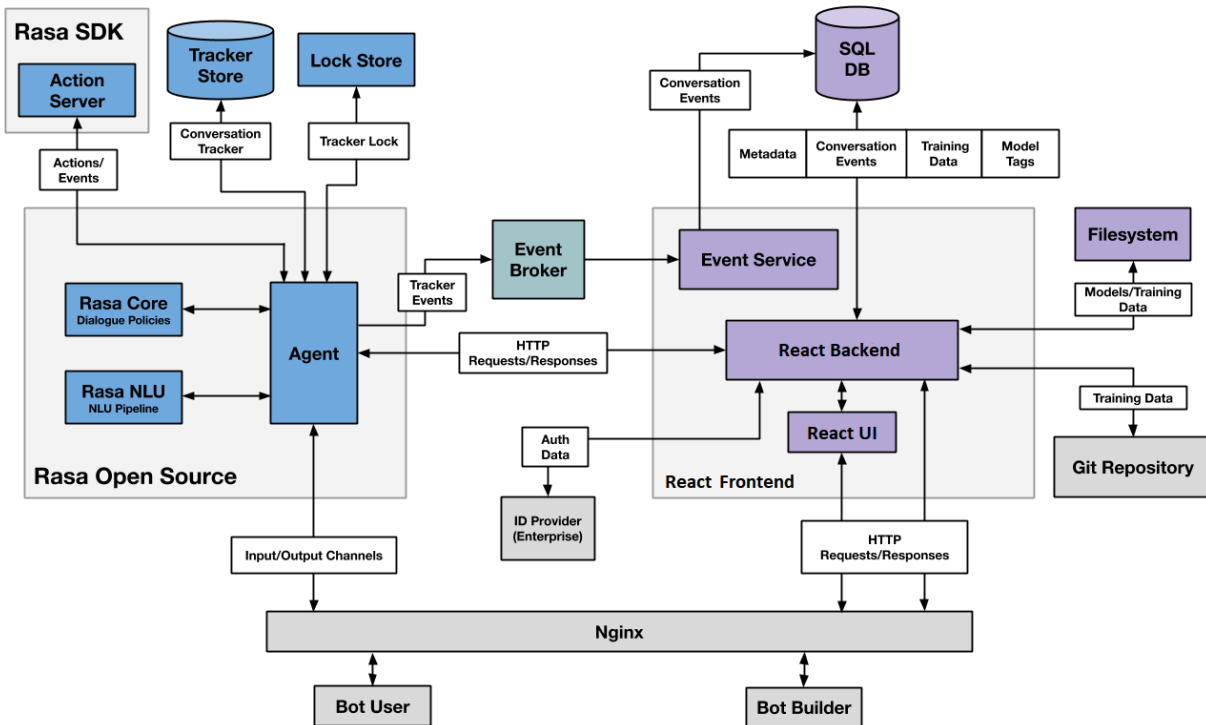 Rasa SDK
Action
Server
Tracker
Store
Lock Store
SQL
DB
Conversation
Events
Conversation
Tracker
Tracker Lock
Actions/
Events
Metadata
Conversation
Events
Training
Data
Model
Tags
Event
Broker
Event Service
Filesystem
Tracker
Events
Models/Training
Data
Rasa Core
Dialogue Policies
Agent
HTTP
Requests/Responses
React Backend
Rasa NLU
NLU Pipeline
Training Data
React UI
Auth
Data
Git Repository
Rasa Open Source
React Frontend
ID Provider
(Enterprise)
Input/Output Channels
HTTP
Requests/Responses
Nginx
Bot User
Bot Builder